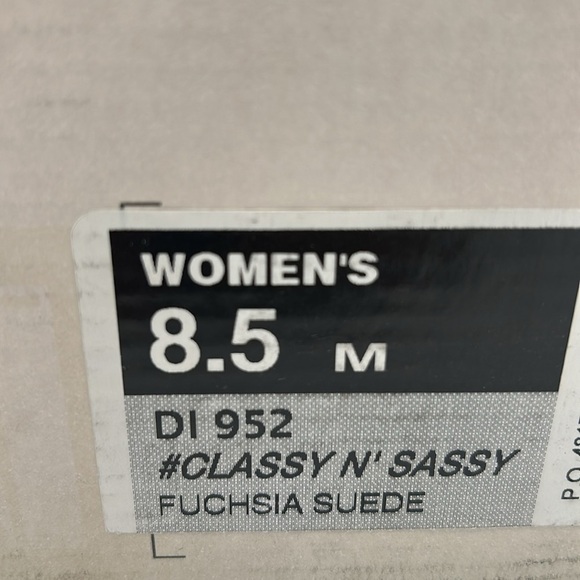 WOMEN'S
8.5 M
DI 952
#CLASSY N' SASSY
FUCHSIA SUEDE
P.O.